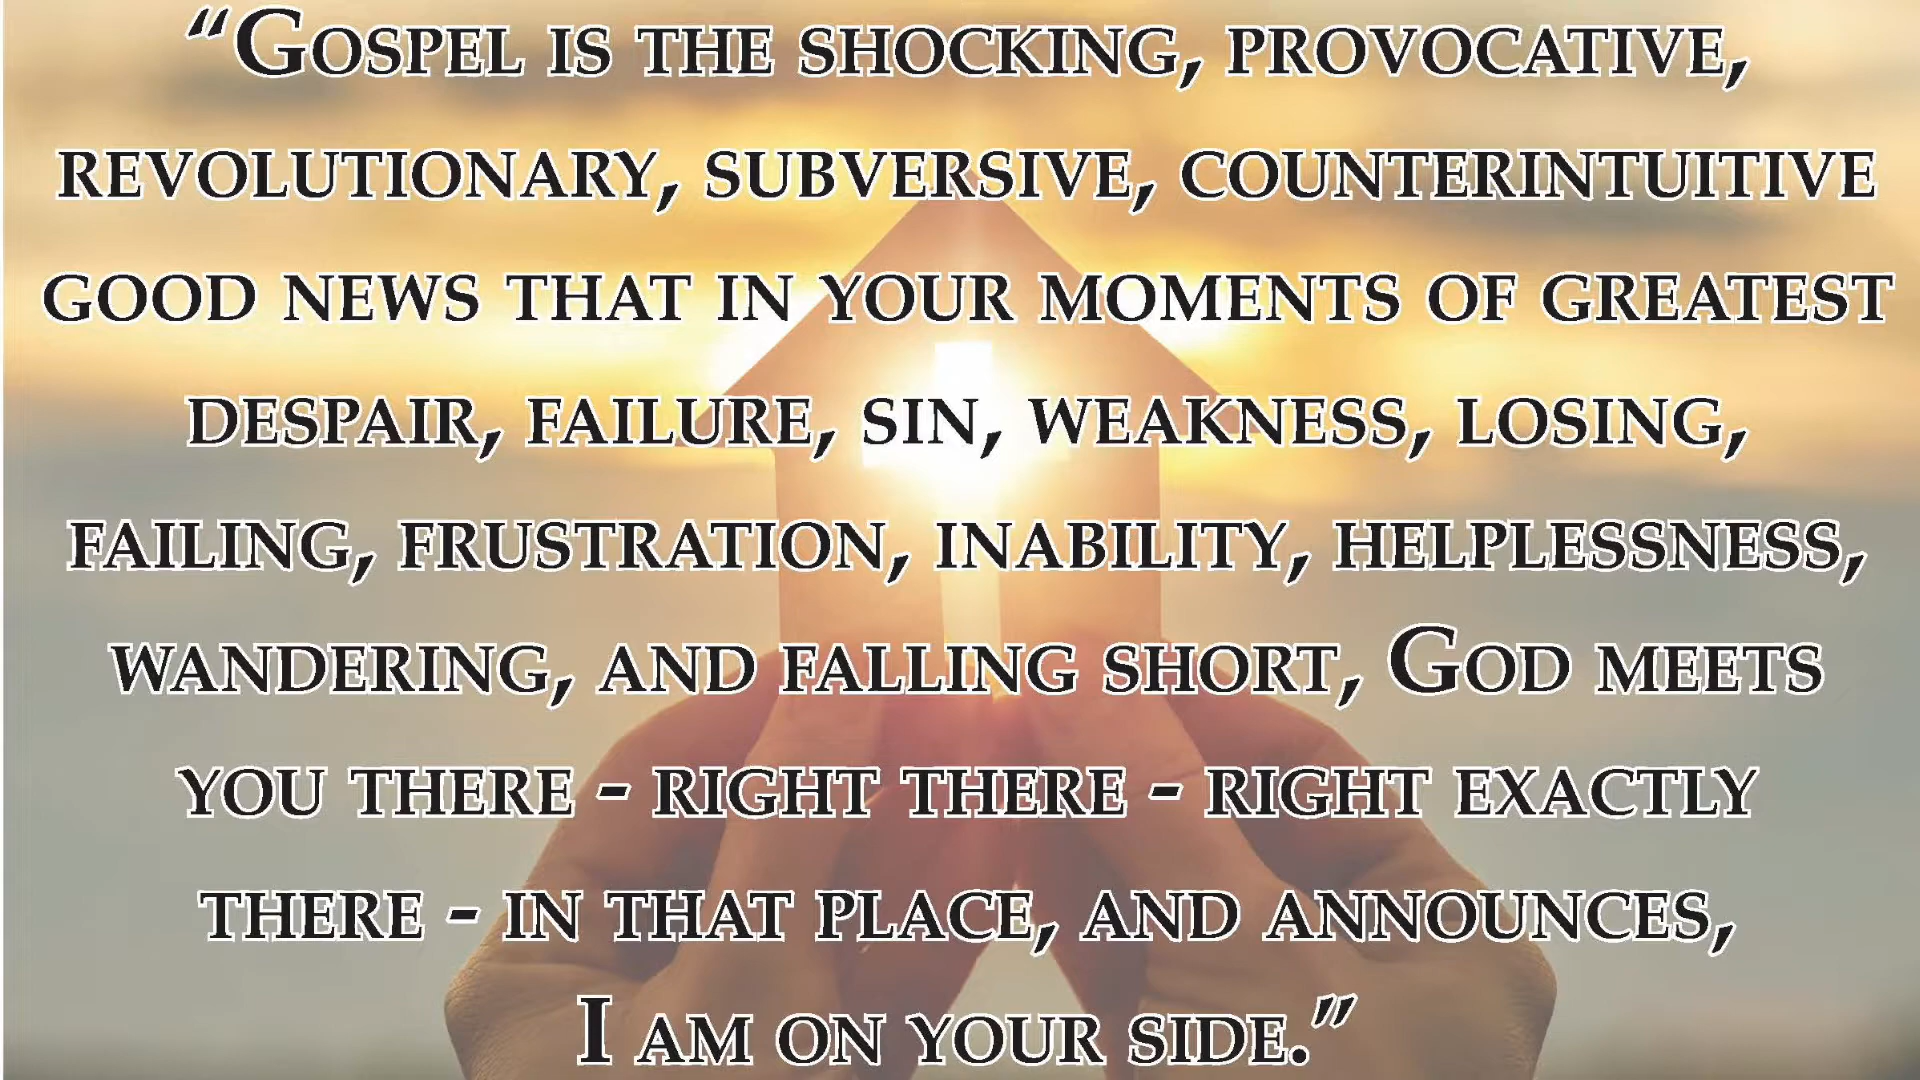 “Gospel is the shocking, provocative,
revolutionary, subversive, counterintuitive
good news that in your moments of greatest
despair, failure, sin, weakness, losing,
failing, frustration, inability, helplessness,
wandering, and falling short, God meets
you there - right there - right exactly
there - in that place, and announces,
I am on your side.”